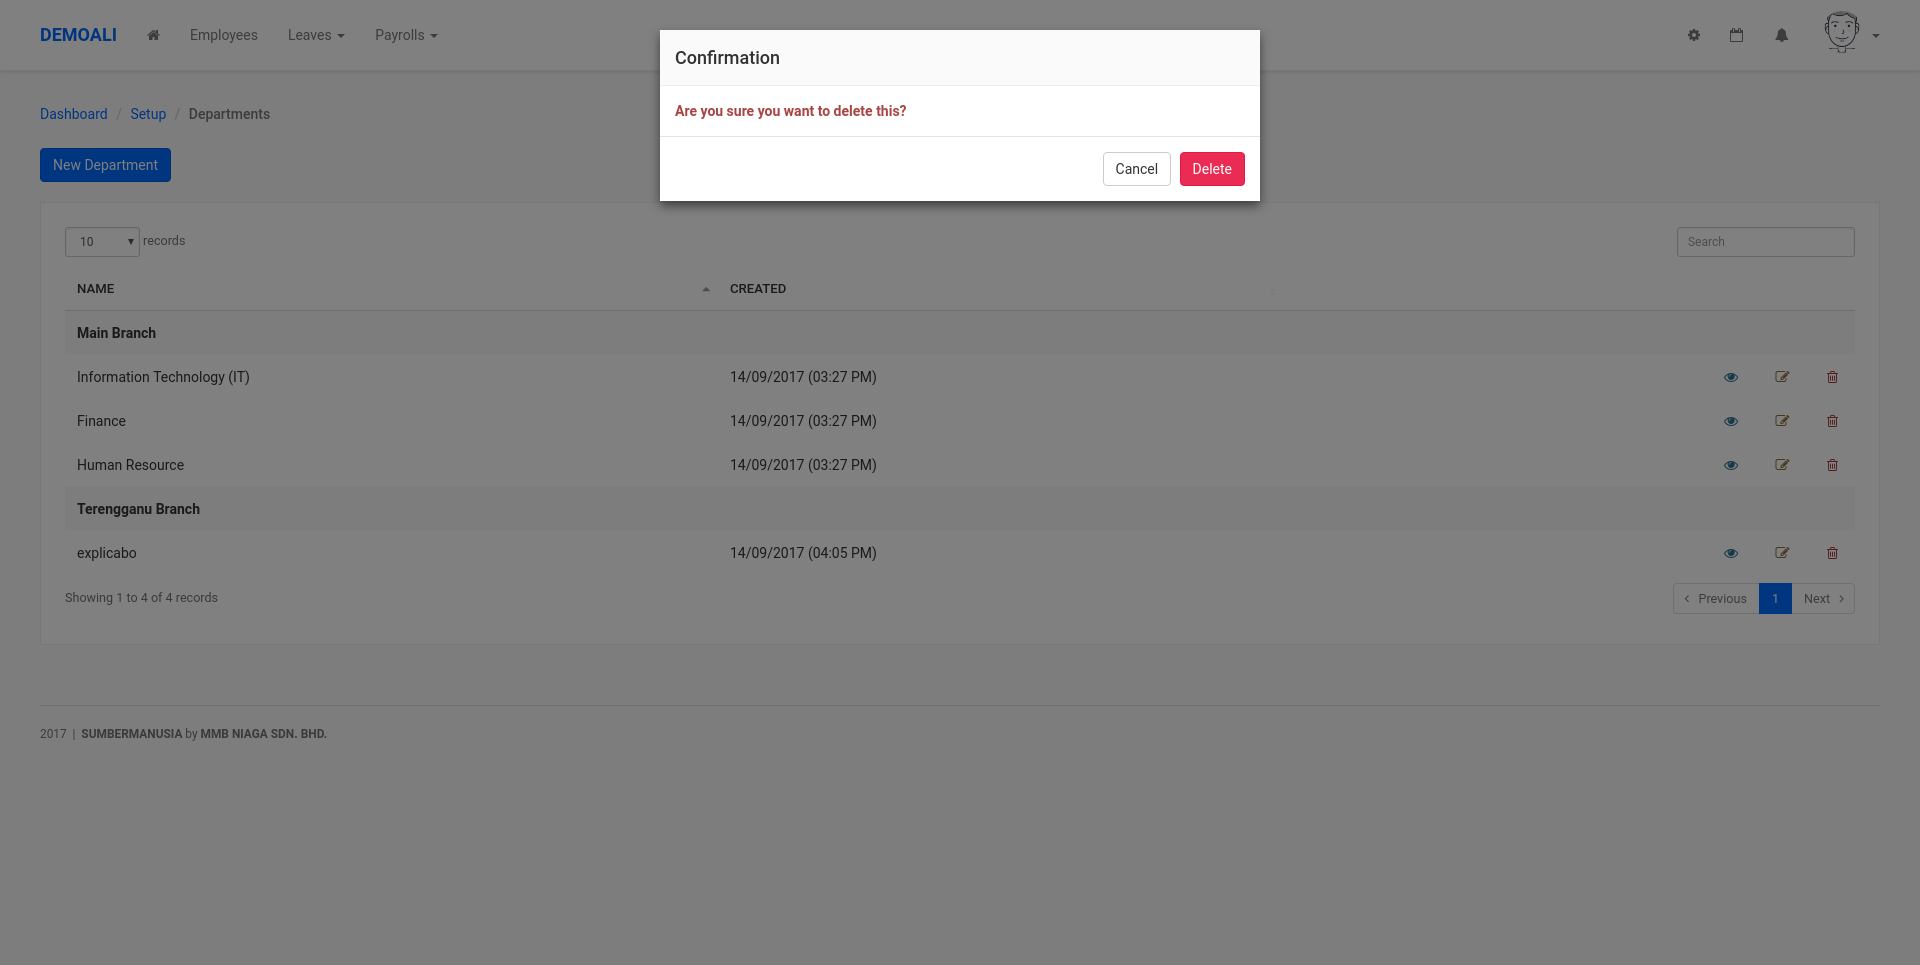 DEMOALI Employees Leaves Payrolls
Confirmation
Are you sure you want to delete this?
Cancel Delete
Dashboard / Setup / Departments
New Department
10 records Search
NAME CREATED
Main Branch
Information Technology (IT) 14/09/2017 (03:27 PM)
Finance 14/09/2017 (03:27 PM)
Human Resource 14/09/2017 (03:27 PM)
Terengganu Branch
explicabo 14/09/2017 (04:05 PM)
Showing 1 to 4 of 4 records Previous 1 Next
2017 | SUMBERMANUSIA by MMB NIAGA SDN. BHD.